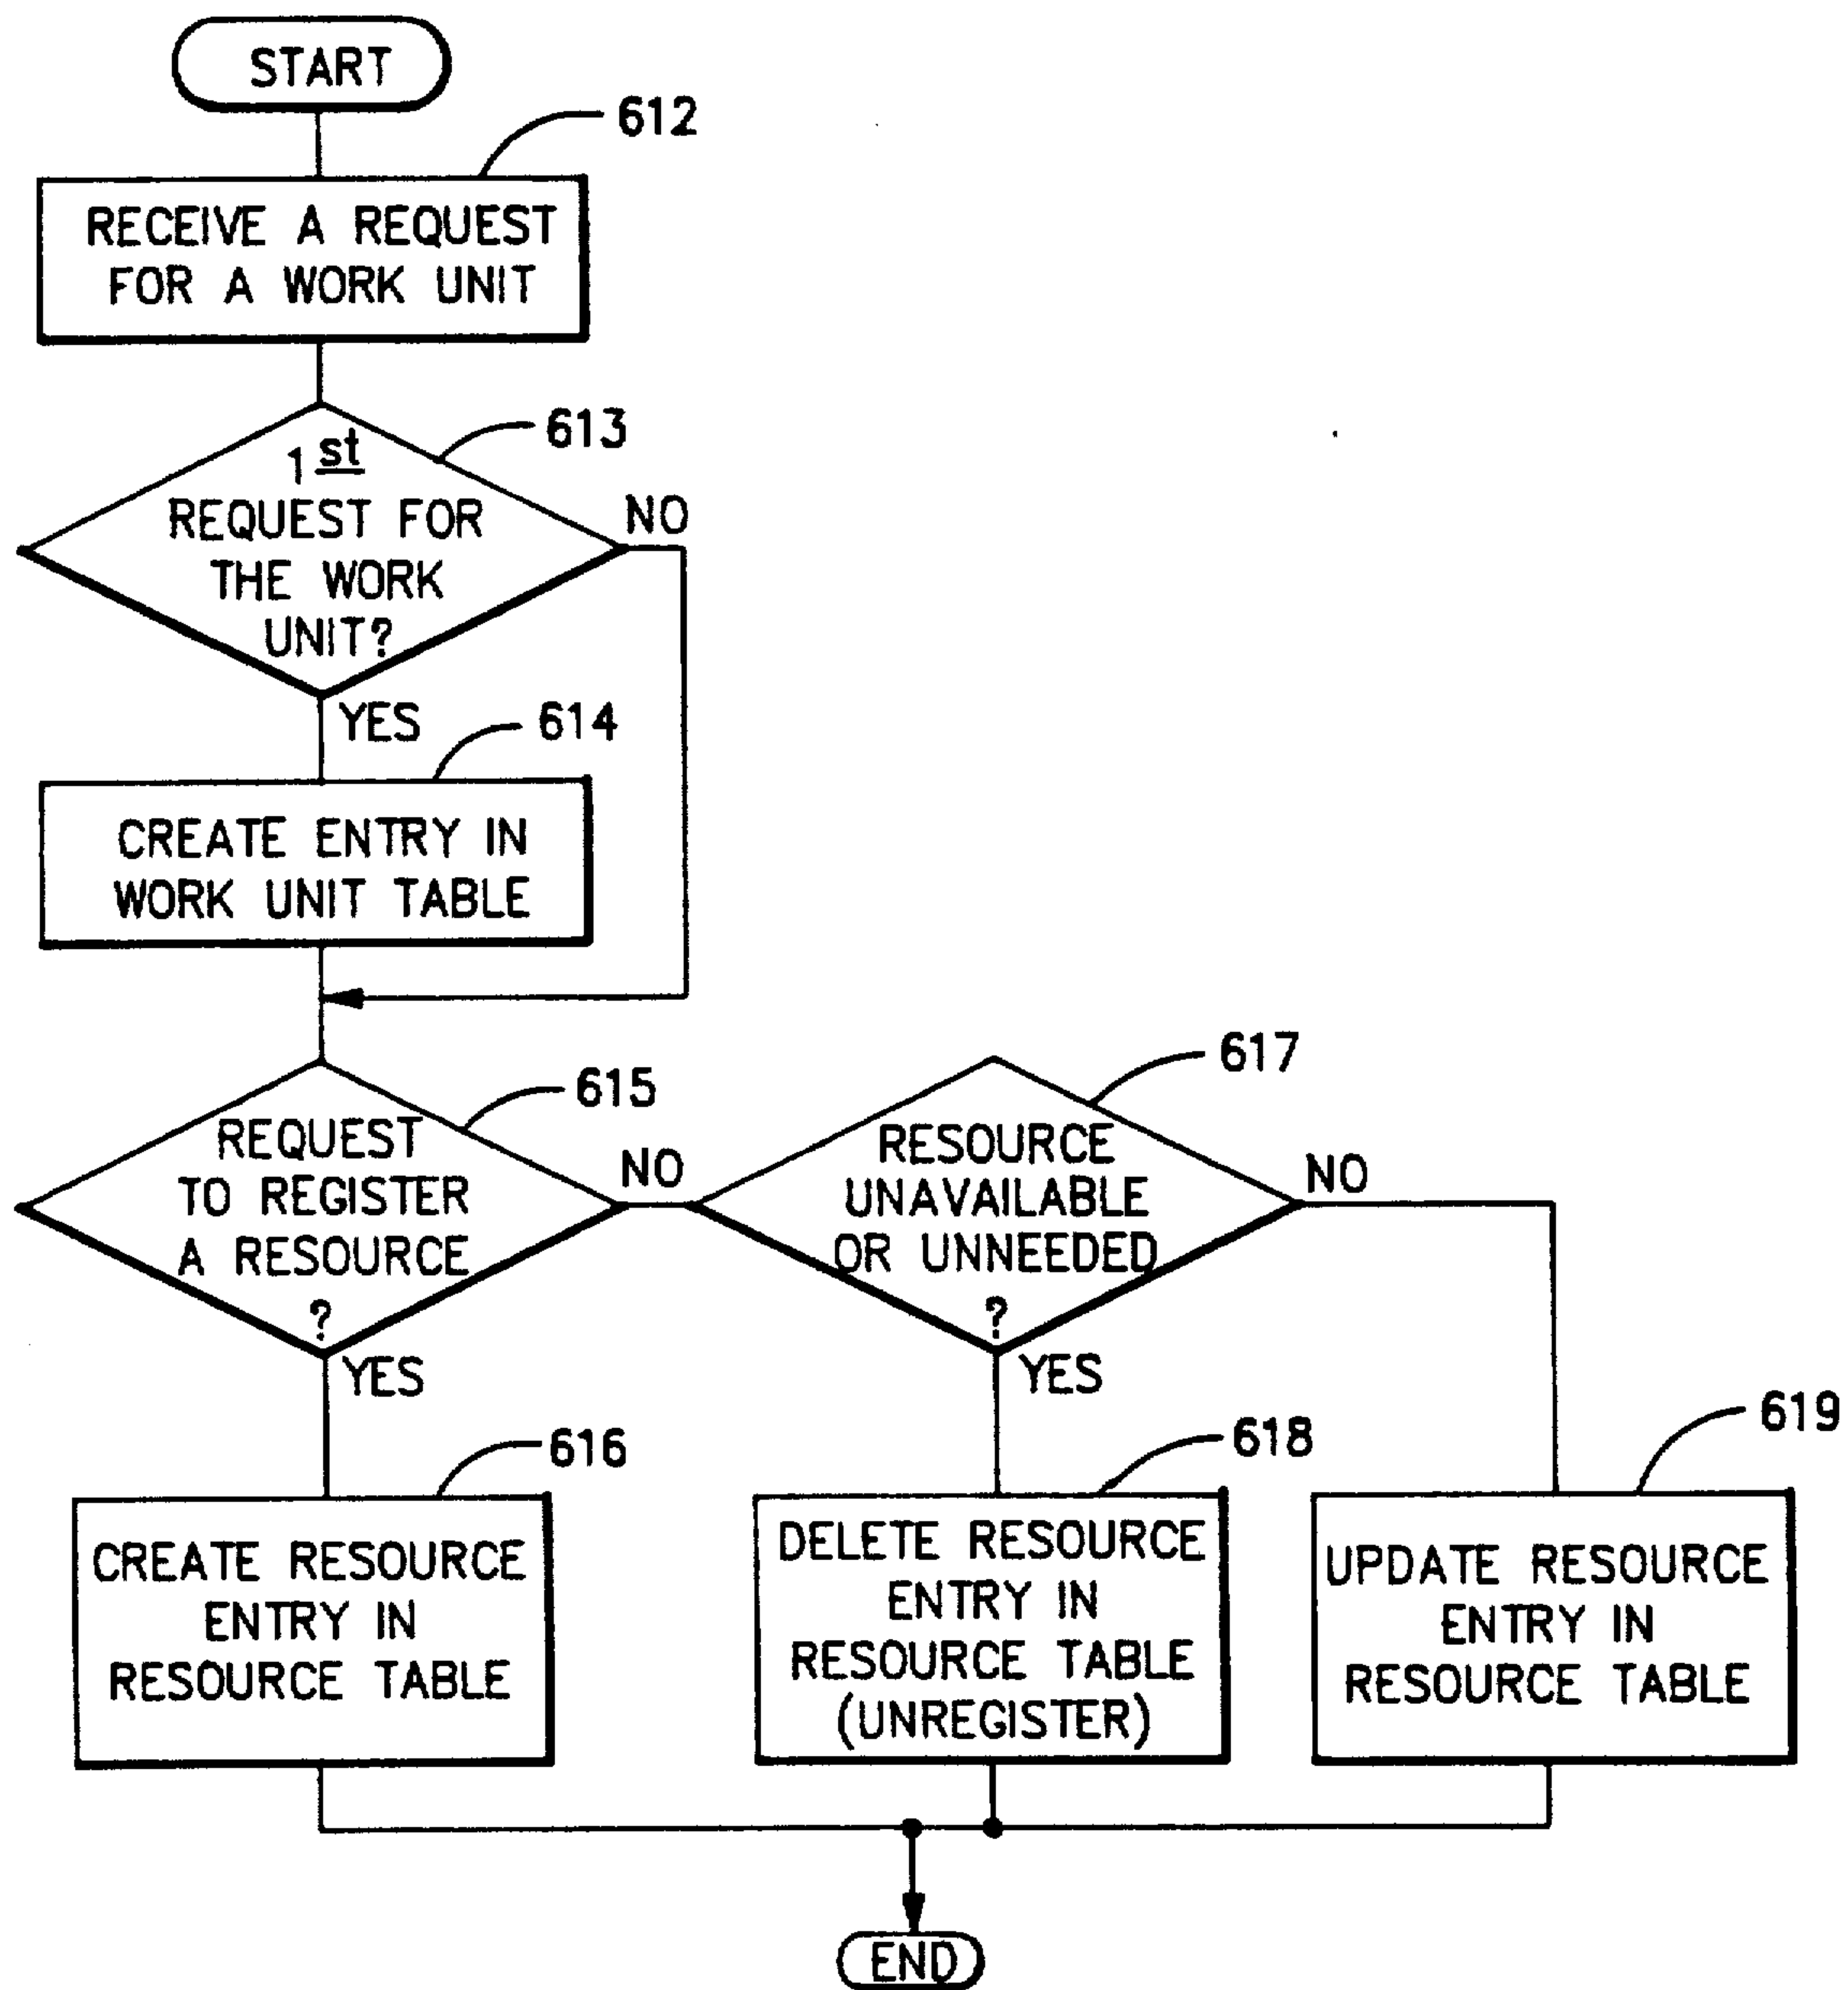 START
612
RECEIVE A REQUEST
FOR A WORK UNIT
613
1st
REQUEST FOR
THE WORK
UNIT?
NO
YES
614
CREATE ENTRY IN
WORK UNIT TABLE
615
REQUEST
TO REGISTER
A RESOURCE
?
NO
YES
617
RESOURCE
UNAVAILABLE
OR UNNEEDED
?
NO
YES
616
CREATE RESOURCE
ENTRY IN
RESOURCE TABLE
618
DELETE RESOURCE
ENTRY IN
RESOURCE TABLE
(UNREGISTER)
619
UPDATE RESOURCE
ENTRY IN
RESOURCE TABLE
END